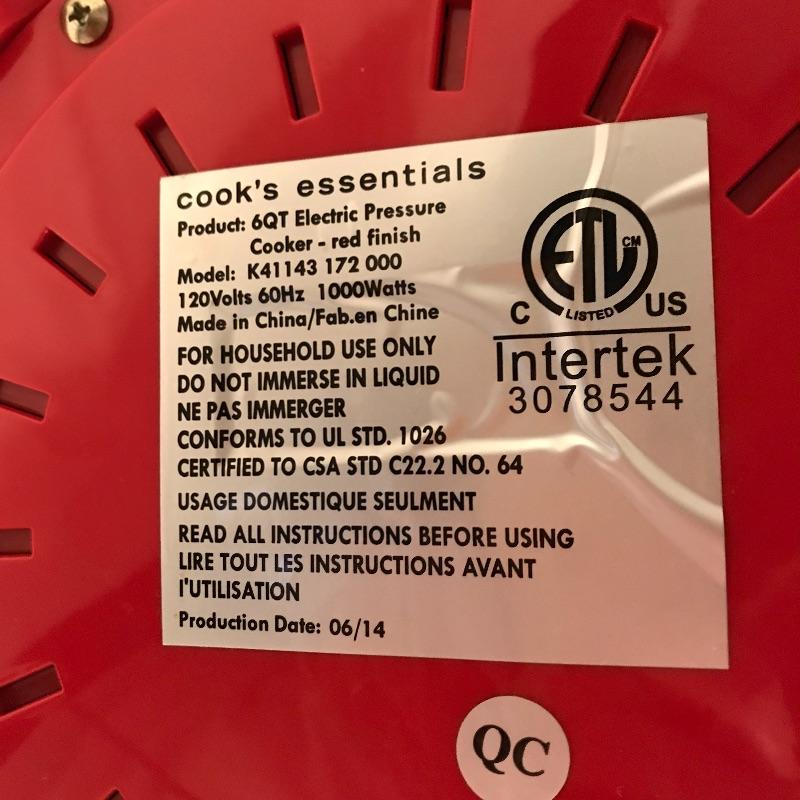 cook's essentials
Product: 6QT Electric Pressure
Cooker - red finish
Model: K41143 172 000
120Volts 60Hz 1000Watts
Made in China/Fab.en Chine
FOR HOUSEHOLD USE ONLY
DO NOT IMMERSE IN LIQUID
NE PAS IMMERGER
CONFORMS TO UL STD. 1026
CERTIFIED TO CSA STD C22.2 NO. 64
USAGE DOMESTIQUE SEULMENT
READ ALL INSTRUCTIONS BEFORE USING
LIRE TOUT LES INSTRUCTIONS AVANT
l'UTILISATION
Production Date: 06/14
ETL CM
LISTED
C US
Intertek
3078544
QC